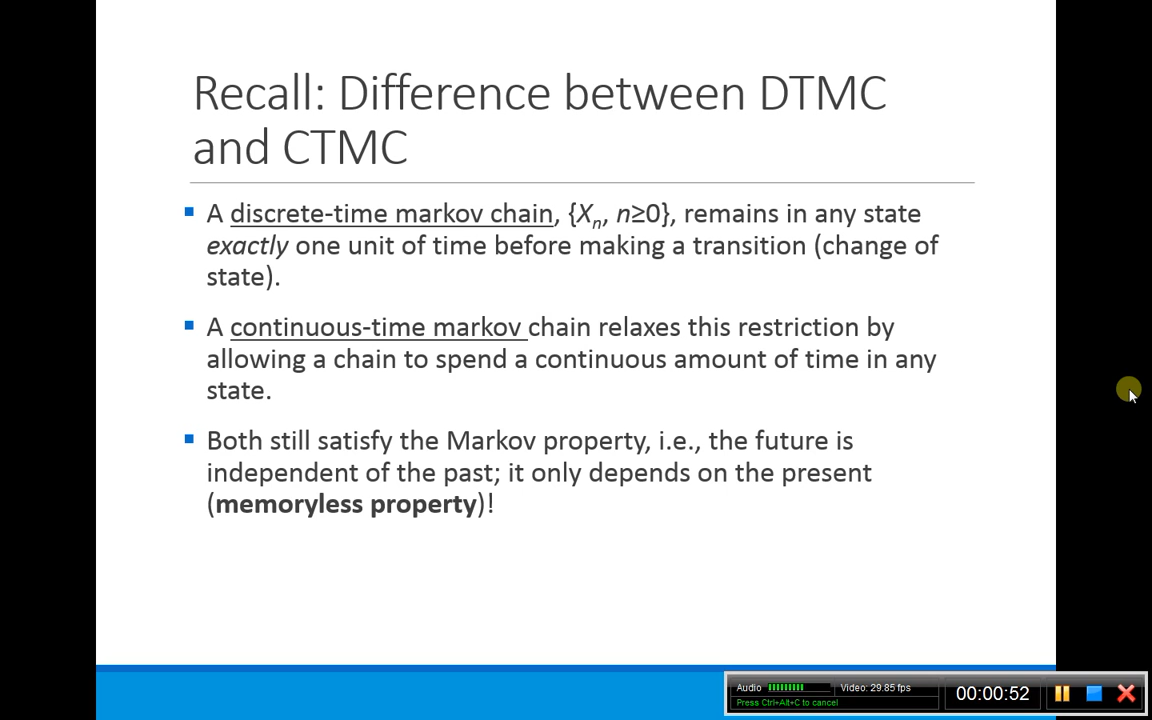 Recall: Difference between DTMC
and CTMC
▪ A discrete-time markov chain, {Xn, n≥0}, remains in any state
exactly one unit of time before making a transition (change of
state).
▪ A continuous-time markov chain relaxes this restriction by
allowing a chain to spend a continuous amount of time in any
state.
▪ Both still satisfy the Markov property, i.e., the future is
independent of the past; it only depends on the present
(memoryless property)!
Audio Video: 29.85 fps
Press Ctrl+Alt+C to cancel
00:00:52